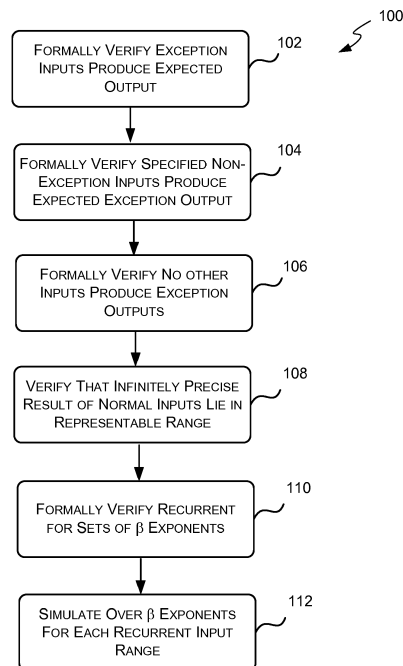 100
FORMALLY VERIFY EXCEPTION
INPUTS PRODUCE EXPECTED
OUTPUT
102
FORMALLY VERIFY SPECIFIED NON-
EXCEPTION INPUTS PRODUCE
EXPECTED EXCEPTION OUTPUT
104
FORMALLY VERIFY NO OTHER
INPUTS PRODUCE EXCEPTION
OUTPUTS
106
VERIFY THAT INFINITELY PRECISE
RESULT OF NORMAL INPUTS LIE IN
REPRESENTABLE RANGE
108
FORMALLY VERIFY RECURRENT
FOR SETS OF β EXPONENTS
110
SIMULATE OVER β EXPONENTS
FOR EACH RECURRENT INPUT
RANGE
112